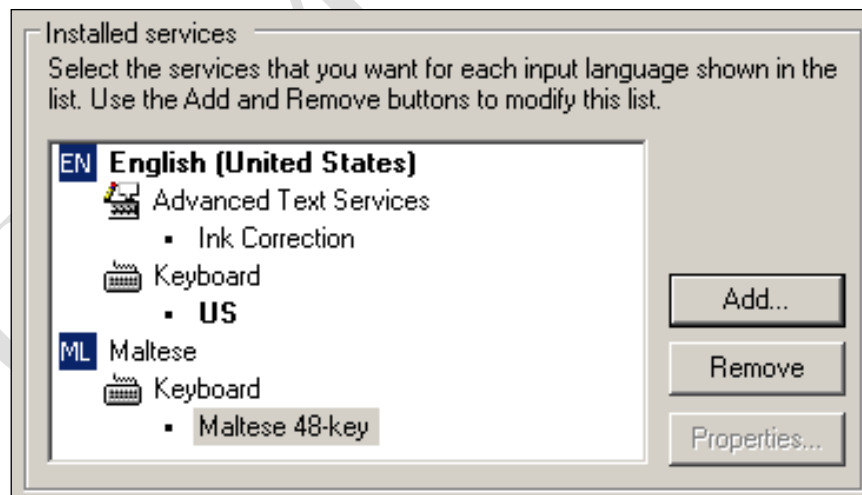 Installed services
Select the services that you want for each input language shown in the
list. Use the Add and Remove buttons to modify this list.
EN English (United States)
Advanced Text Services
▪ Ink Correction
Keyboard
▪ US
ML Maltese
Keyboard
▪ Maltese 48-key
Add...
Remove
Properties...